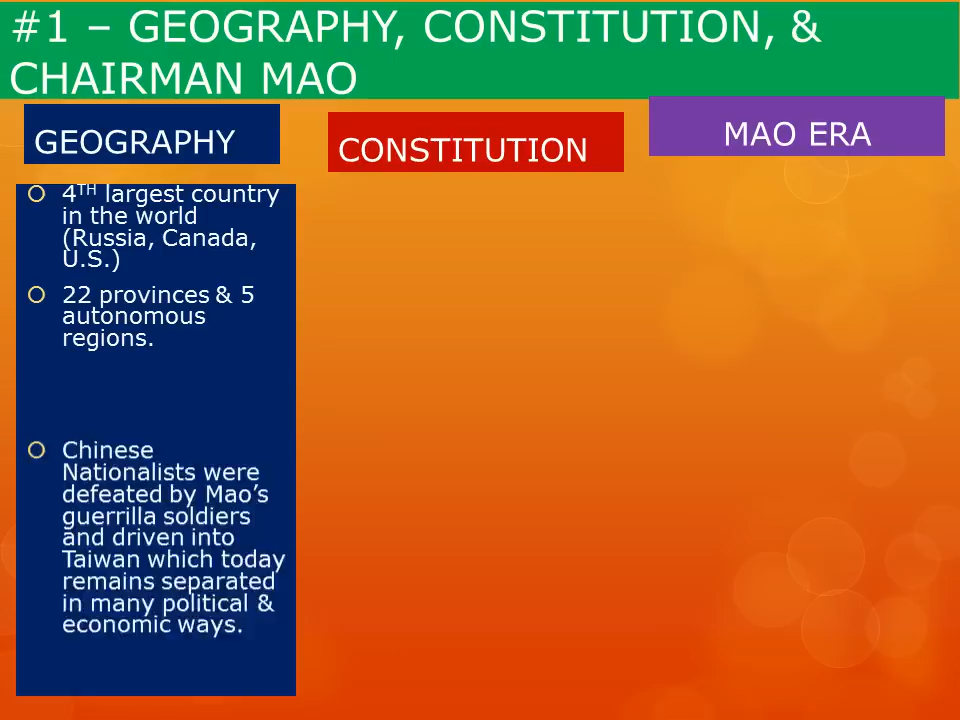 #1 – GEOGRAPHY, CONSTITUTION, &
CHAIRMAN MAO
GEOGRAPHY
CONSTITUTION
MAO ERA
4TH largest country
in the world
(Russia, Canada,
U.S.)
22 provinces & 5
autonomous
regions.
Chinese
Nationalists were
defeated by Mao’s
guerrilla soldiers
and driven into
Taiwan which today
remains separated
in many political &
economic ways.